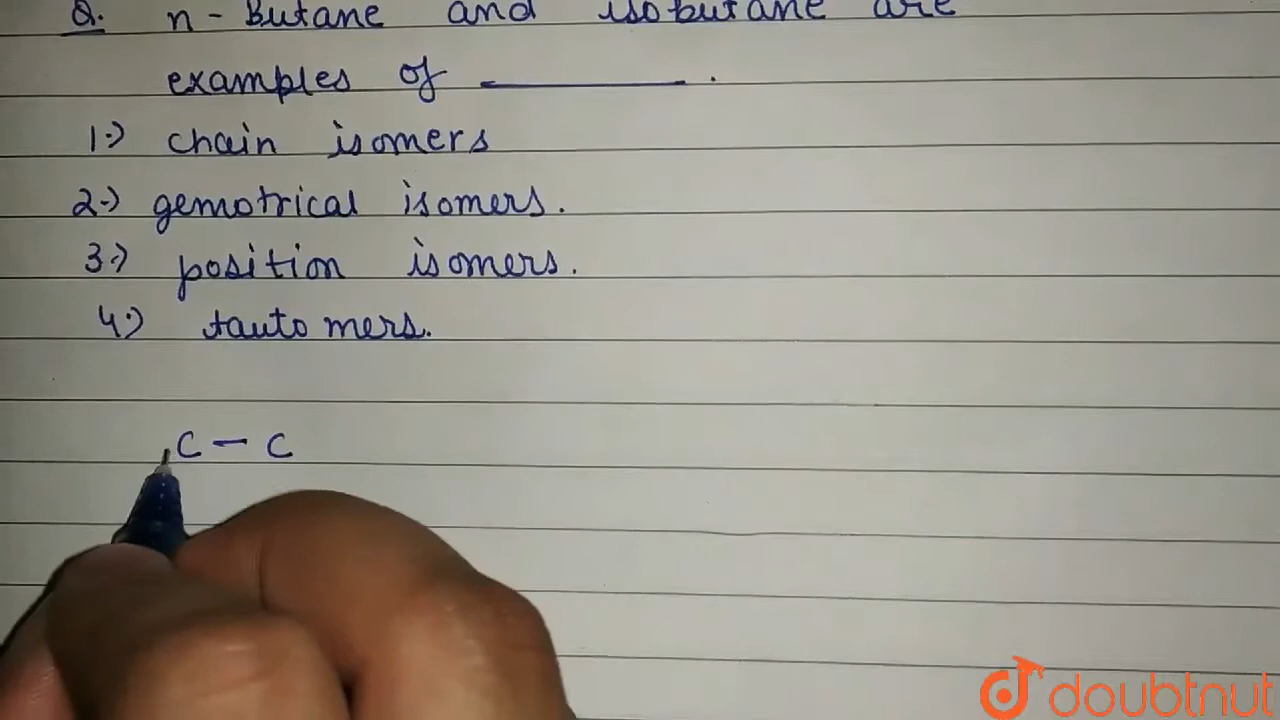 Q. n-Butane and isobutane are
examples of ________.
1.) chain isomers
2.) gemotrical isomers.
3.) position isomers.
4.) tautomers.
C - C
doubtnut